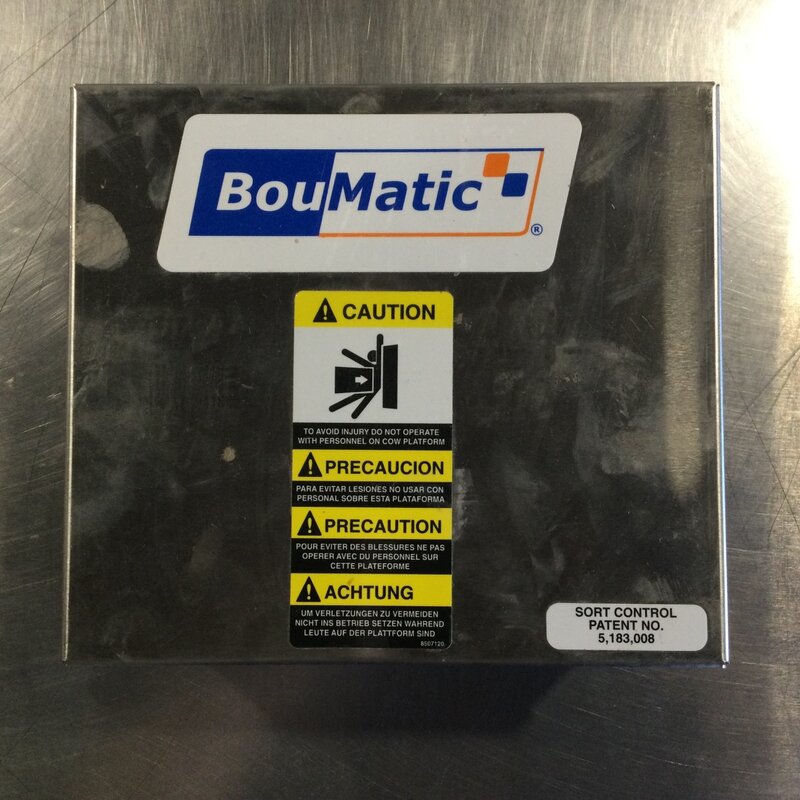 BouMatic®
CAUTION
TO AVOID INJURY DO NOT OPERATE
WITH PERSONNEL ON COW PLATFORM
PRECAUCION
PARA EVITAR LESIONES NO USAR CON
PERSONAL SOBRE ESTA PLATAFORMA
PRECAUTION
POUR EVITER DES BLESSURES NE PAS
OPERER AVEC DU PERSONNEL SUR
CETTE PLATEFORME
ACHTUNG
UM VERLETZUNGEN ZU VERMEIDEN
NICHT INS BETRIEB SETZEN WAHREND
LEUTE AUF DER PLATTFORM SIND
8507120
SORT CONTROL
PATENT NO.
5,183,008